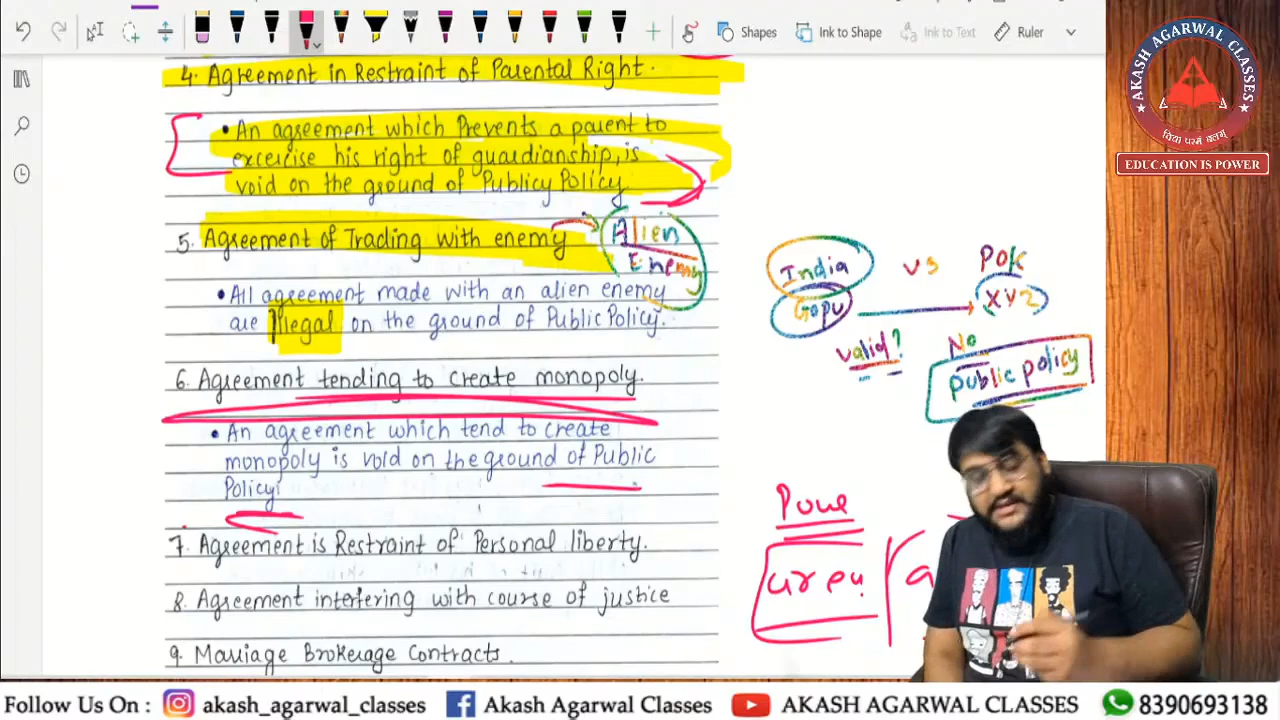 Shapes
Ink to Shape
Ink to Text
Ruler
AKASH AGARWAL CLASSES
विद्या परमं बलम्
EDUCATION IS POWER
4. Agreement in Restraint of Parental Right.
• An agreement which Prevents a parent to
excercise his right of guardianship, is
void on the ground of Publicy Policy
5. Agreement of Trading with enemy
Alien
Enemy
• All agreement made with an alien enemy
are illegal on the ground of Public Policy.
India vs POK
Gopu XYZ
valid? No
public policy
6. Agreement tending to create monopoly.
• An agreement which tend to create
monopoly is void on the ground of Public
Policy.
7. Agreement is Restraint of Personal liberty.
8. Agreement interfering with course of justice
9. Marriage Brokerage Contracts.
Follow Us On : akash_agarwal_classes Akash Agarwal Classes AKASH AGARWAL CLASSES 8390693138